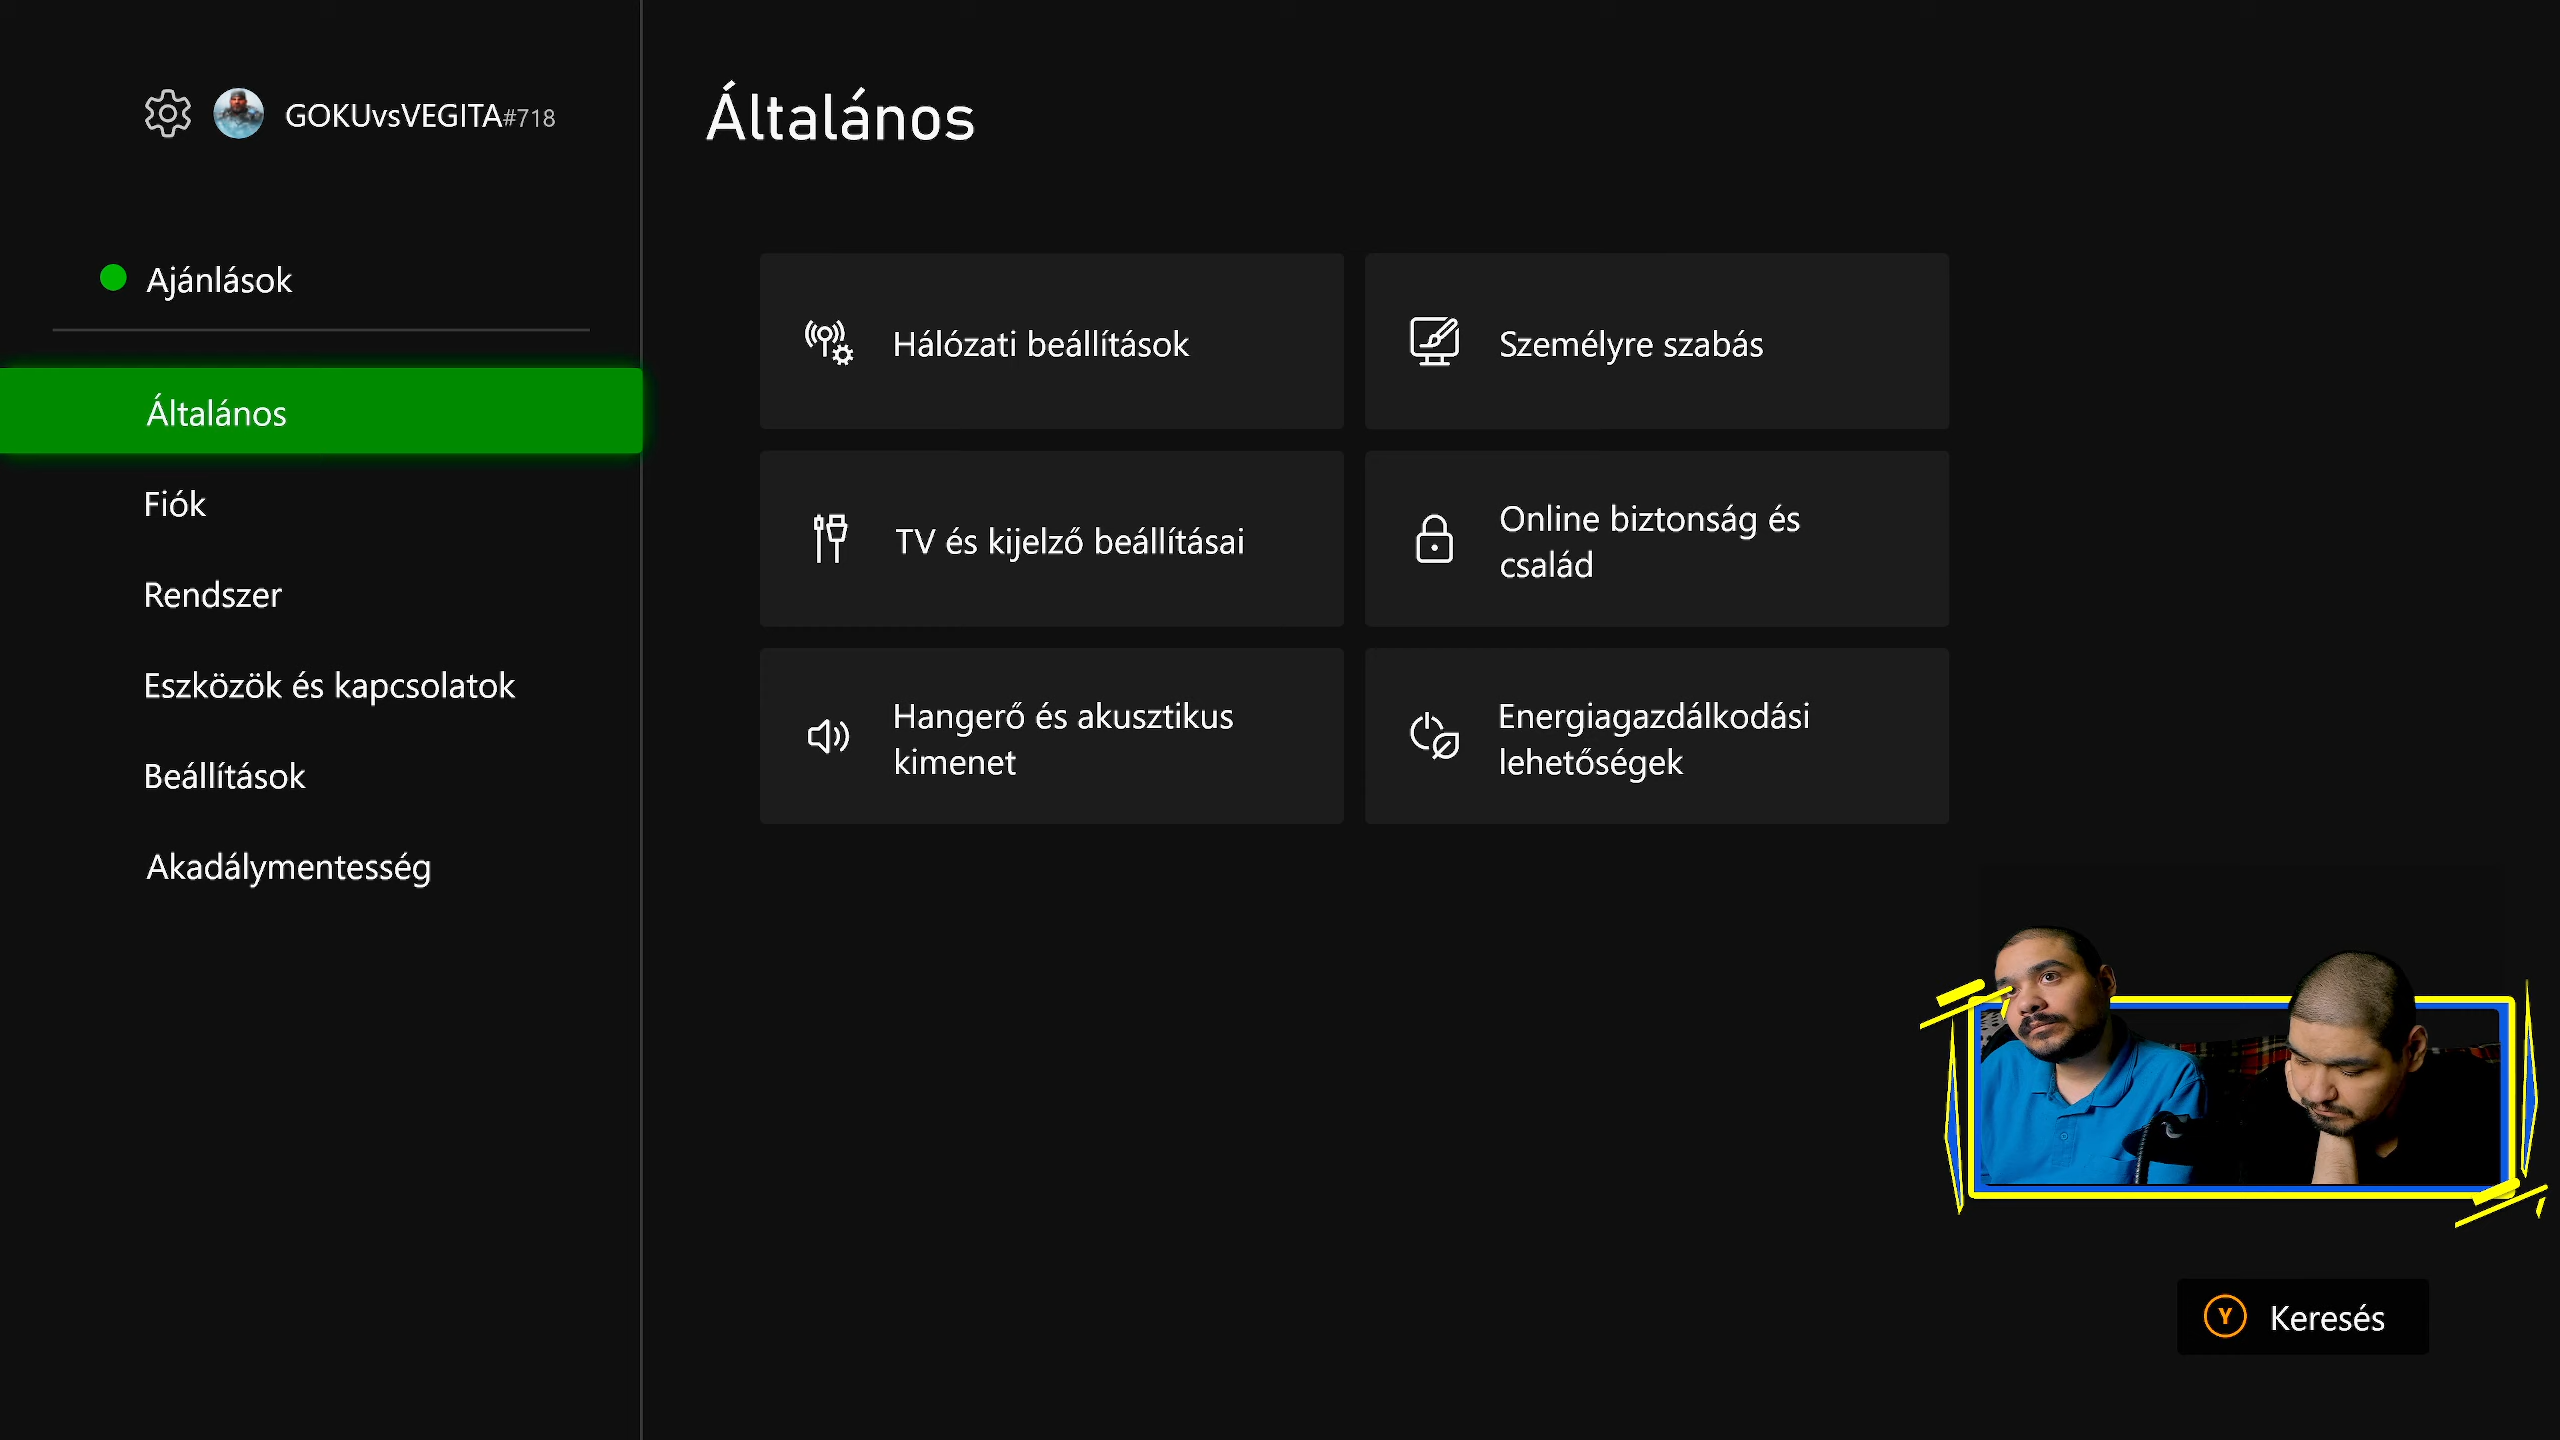 GOKUvsVEGITA#718
Ajánlások
Általános
Fiók
Rendszer
Eszközök és kapcsolatok
Beállítások
Akadálymentesség
Általános
Hálózati beállítások
Személyre szabás
TV és kijelző beállításai
Online biztonság és
család
Hangerő és akusztikus
kimenet
Energiagazdálkodási
lehetőségek
Y Keresés